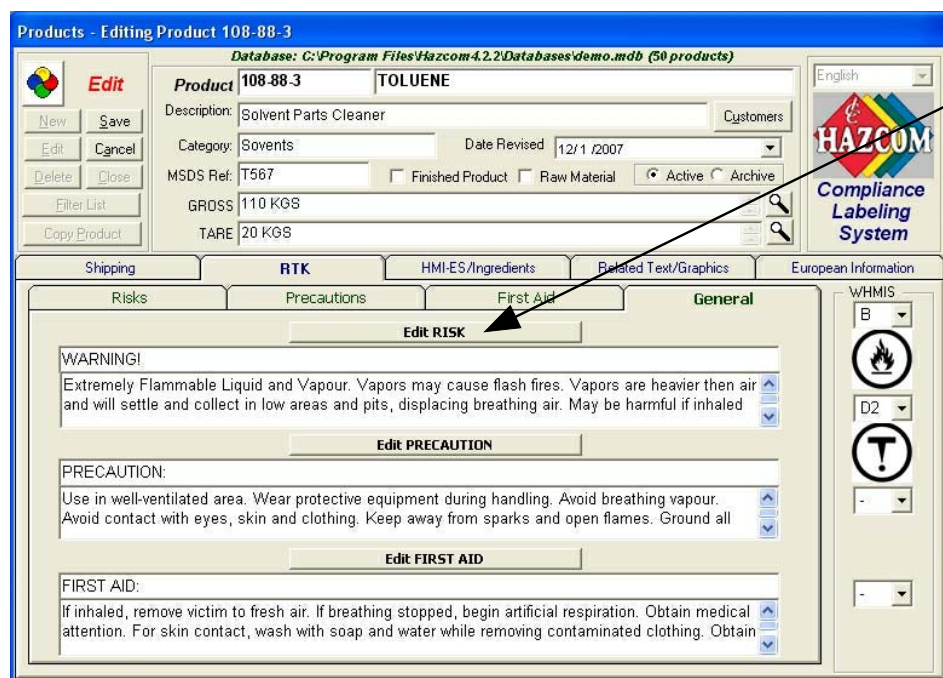 Products - Editing Product 108-88-3
Database: C:\Program Files\Hazcom4.2.2\Databases\demo.mdb (50 products)
Edit
Product 108-88-3 TOLUENE
English
New Save
Description: Solvent Parts Cleaner Customers
Edit Cancel
Category: Sovents Date Revised 12/1 /2007
HAZCOM
Delete Close
MSDS Ref: T567 Finished Product Raw Material Active Archive
Filter List
GROSS 110 KGS
Compliance
Labeling
System
Copy Product
TARE 20 KGS
Shipping RTK HMI-ES/Ingredients Related Text/Graphics European Information
Risks Precautions First Aid General
WHMIS
B
Edit RISK
WARNING!
Extremely Flammable Liquid and Vapour. Vapors may cause flash fires. Vapors are heavier then air
and will settle and collect in low areas and pits, displacing breathing air. May be harmful if inhaled
D2
Edit PRECAUTION
PRECAUTION:
Use in well-ventilated area. Wear protective equipment during handling. Avoid breathing vapour.
Avoid contact with eyes, skin and clothing. Keep away from sparks and open flames. Ground all
-
Edit FIRST AID
FIRST AID:
If inhaled, remove victim to fresh air. If breathing stopped, begin artificial respiration. Obtain medical
attention. For skin contact, wash with soap and water while removing contaminated clothing. Obtain
-